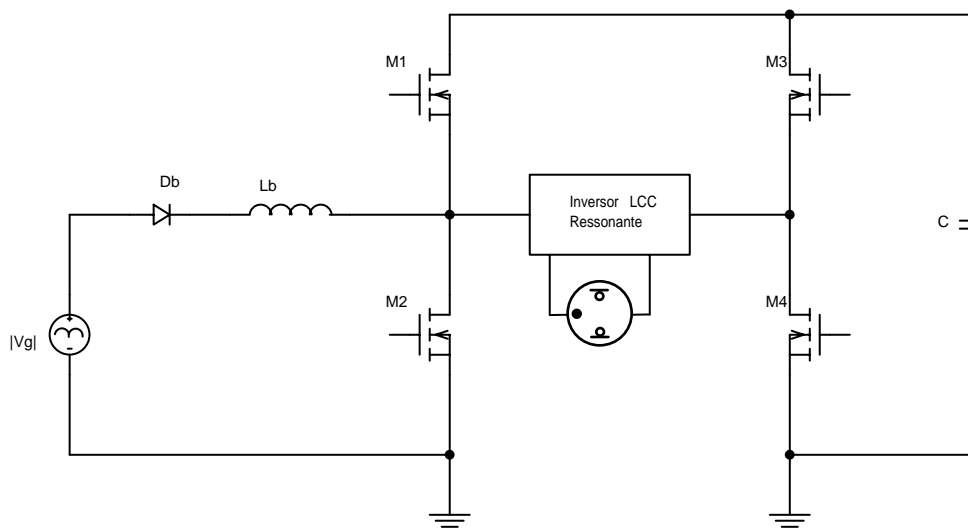 M1
M3
Db
Lb
Inversor LCC
Ressonante
C
M2
M4
|Vg|